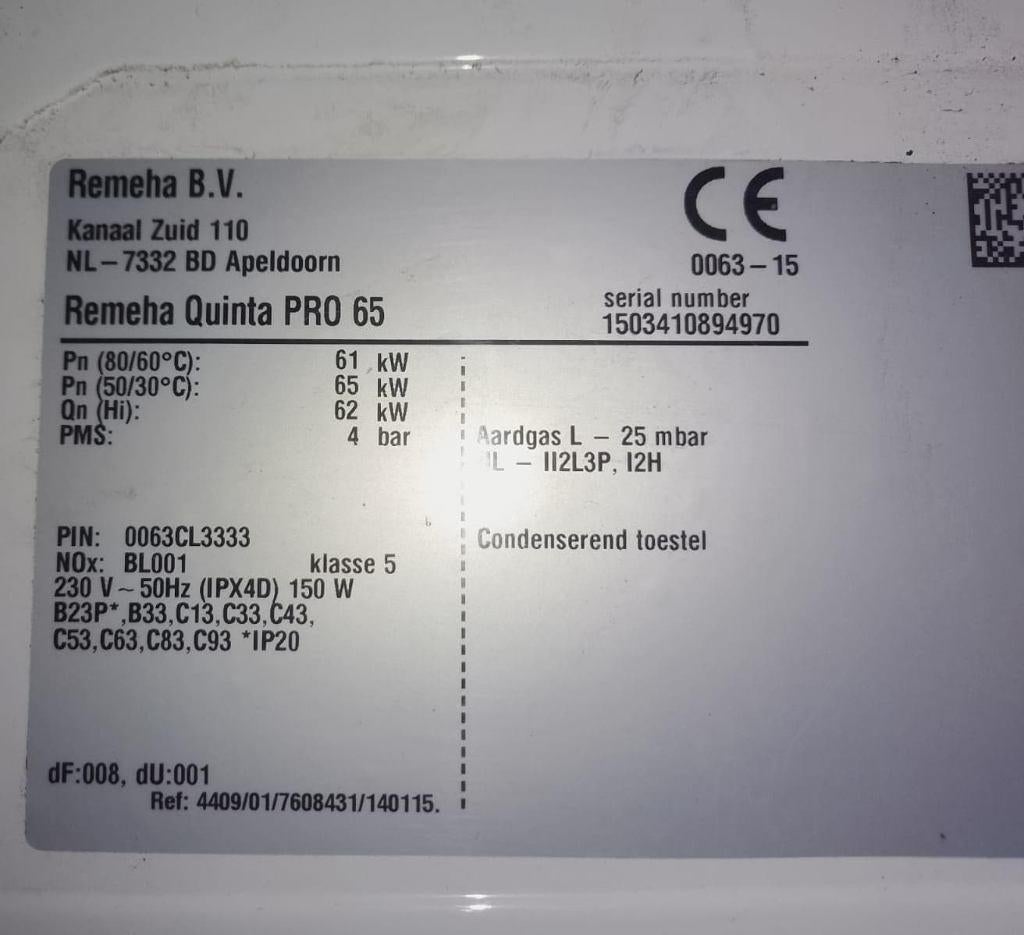 Remeha B.V.
Kanaal Zuid 110
NL-7332 BD Apeldoorn
CE
0063-15
Remeha Quinta PRO 65
serial number
1503410894970
Pn (80/60°C): 61 kW
Pn (50/30°C): 65 kW
Qn (Hi): 62 kW
PMS: 4 bar
Aardgas L - 25 mbar
L - II2L3P, I2H
PIN: 0063CL3333
NOx: BL001 klasse 5
230 V~50Hz (IPX4D) 150 W
B23P*,B33,C13,C33,C43,
C53,C63,C83,C93 *IP20
Condenserend toestel
dF:008, dU:001
Ref: 4409/01/7608431/140115.